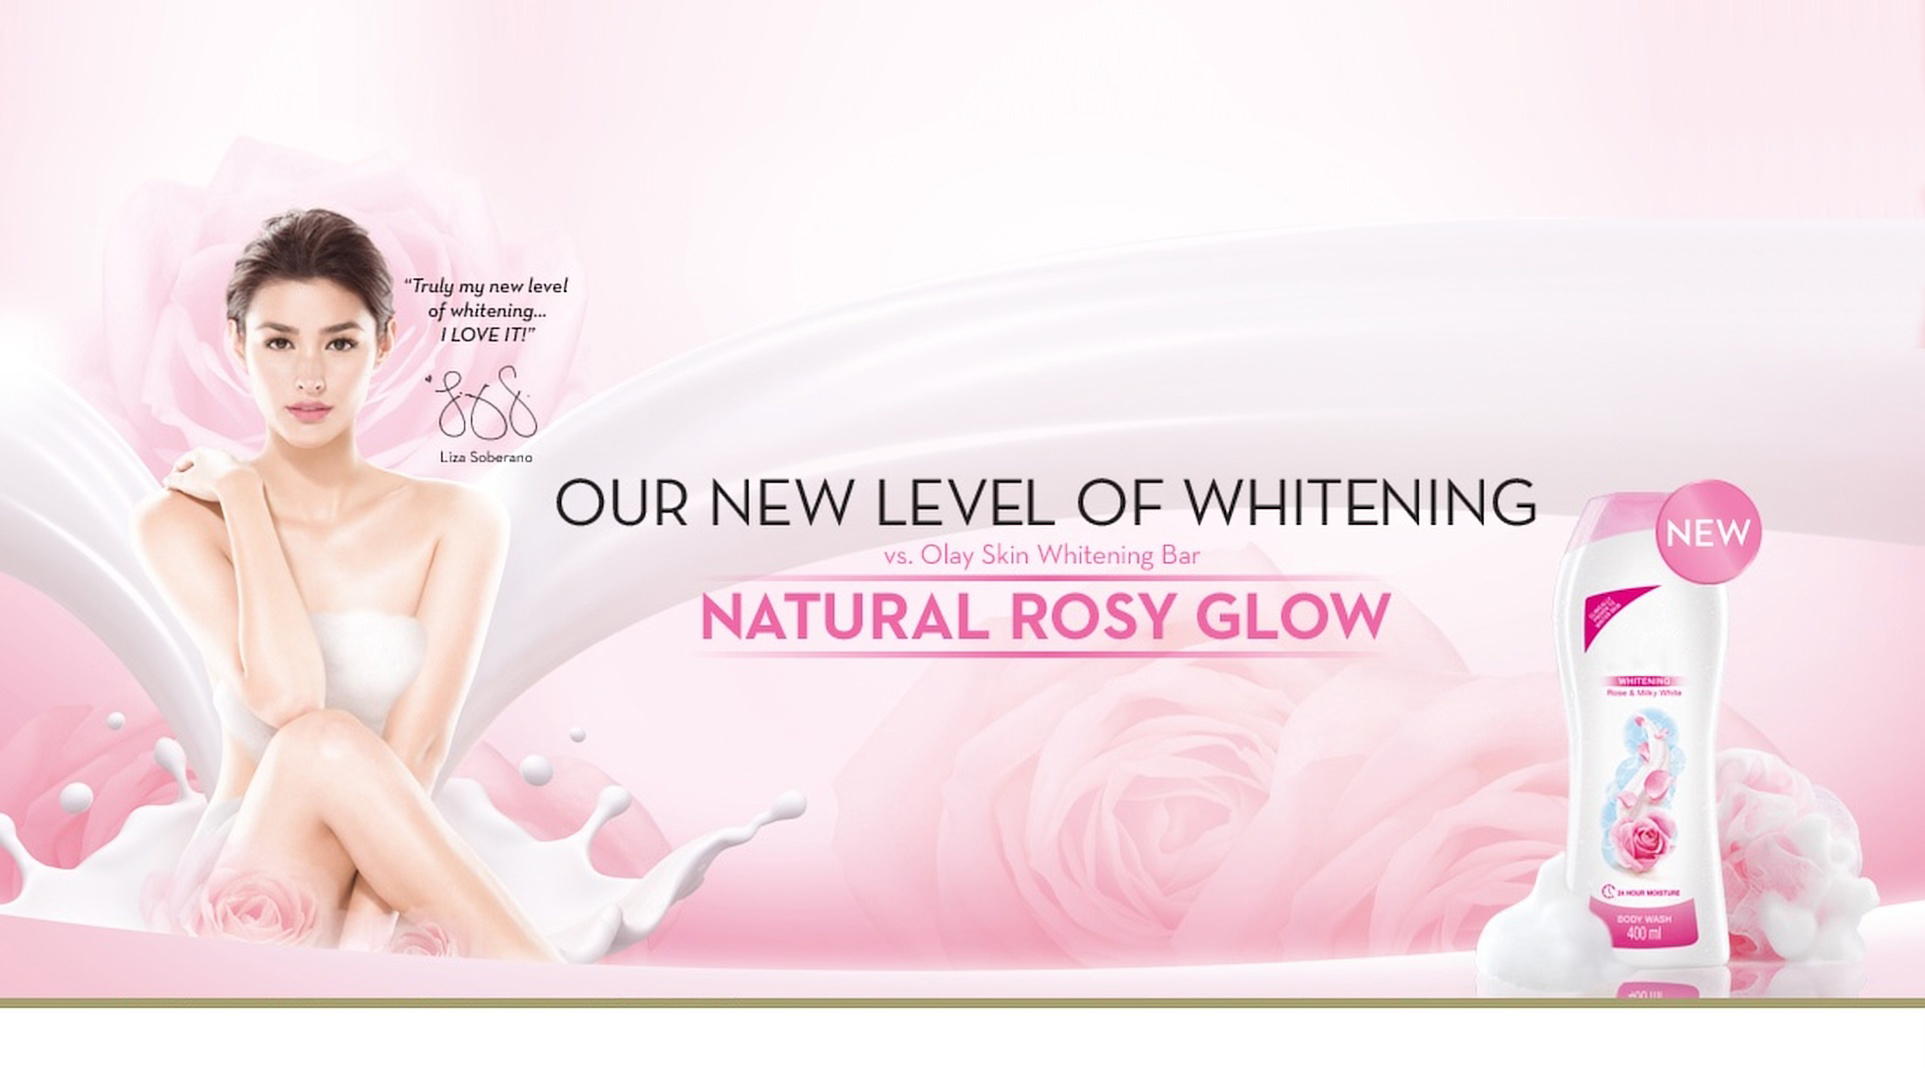 “Truly my new level
of whitening...
I LOVE IT!”
Liza Soberano
OUR NEW LEVEL OF WHITENING
vs. Olay Skin Whitening Bar
NATURAL ROSY GLOW
NEW
WHITENING
Rose & Milky White
24 HOUR MOISTURE
BODY WASH
400 ml